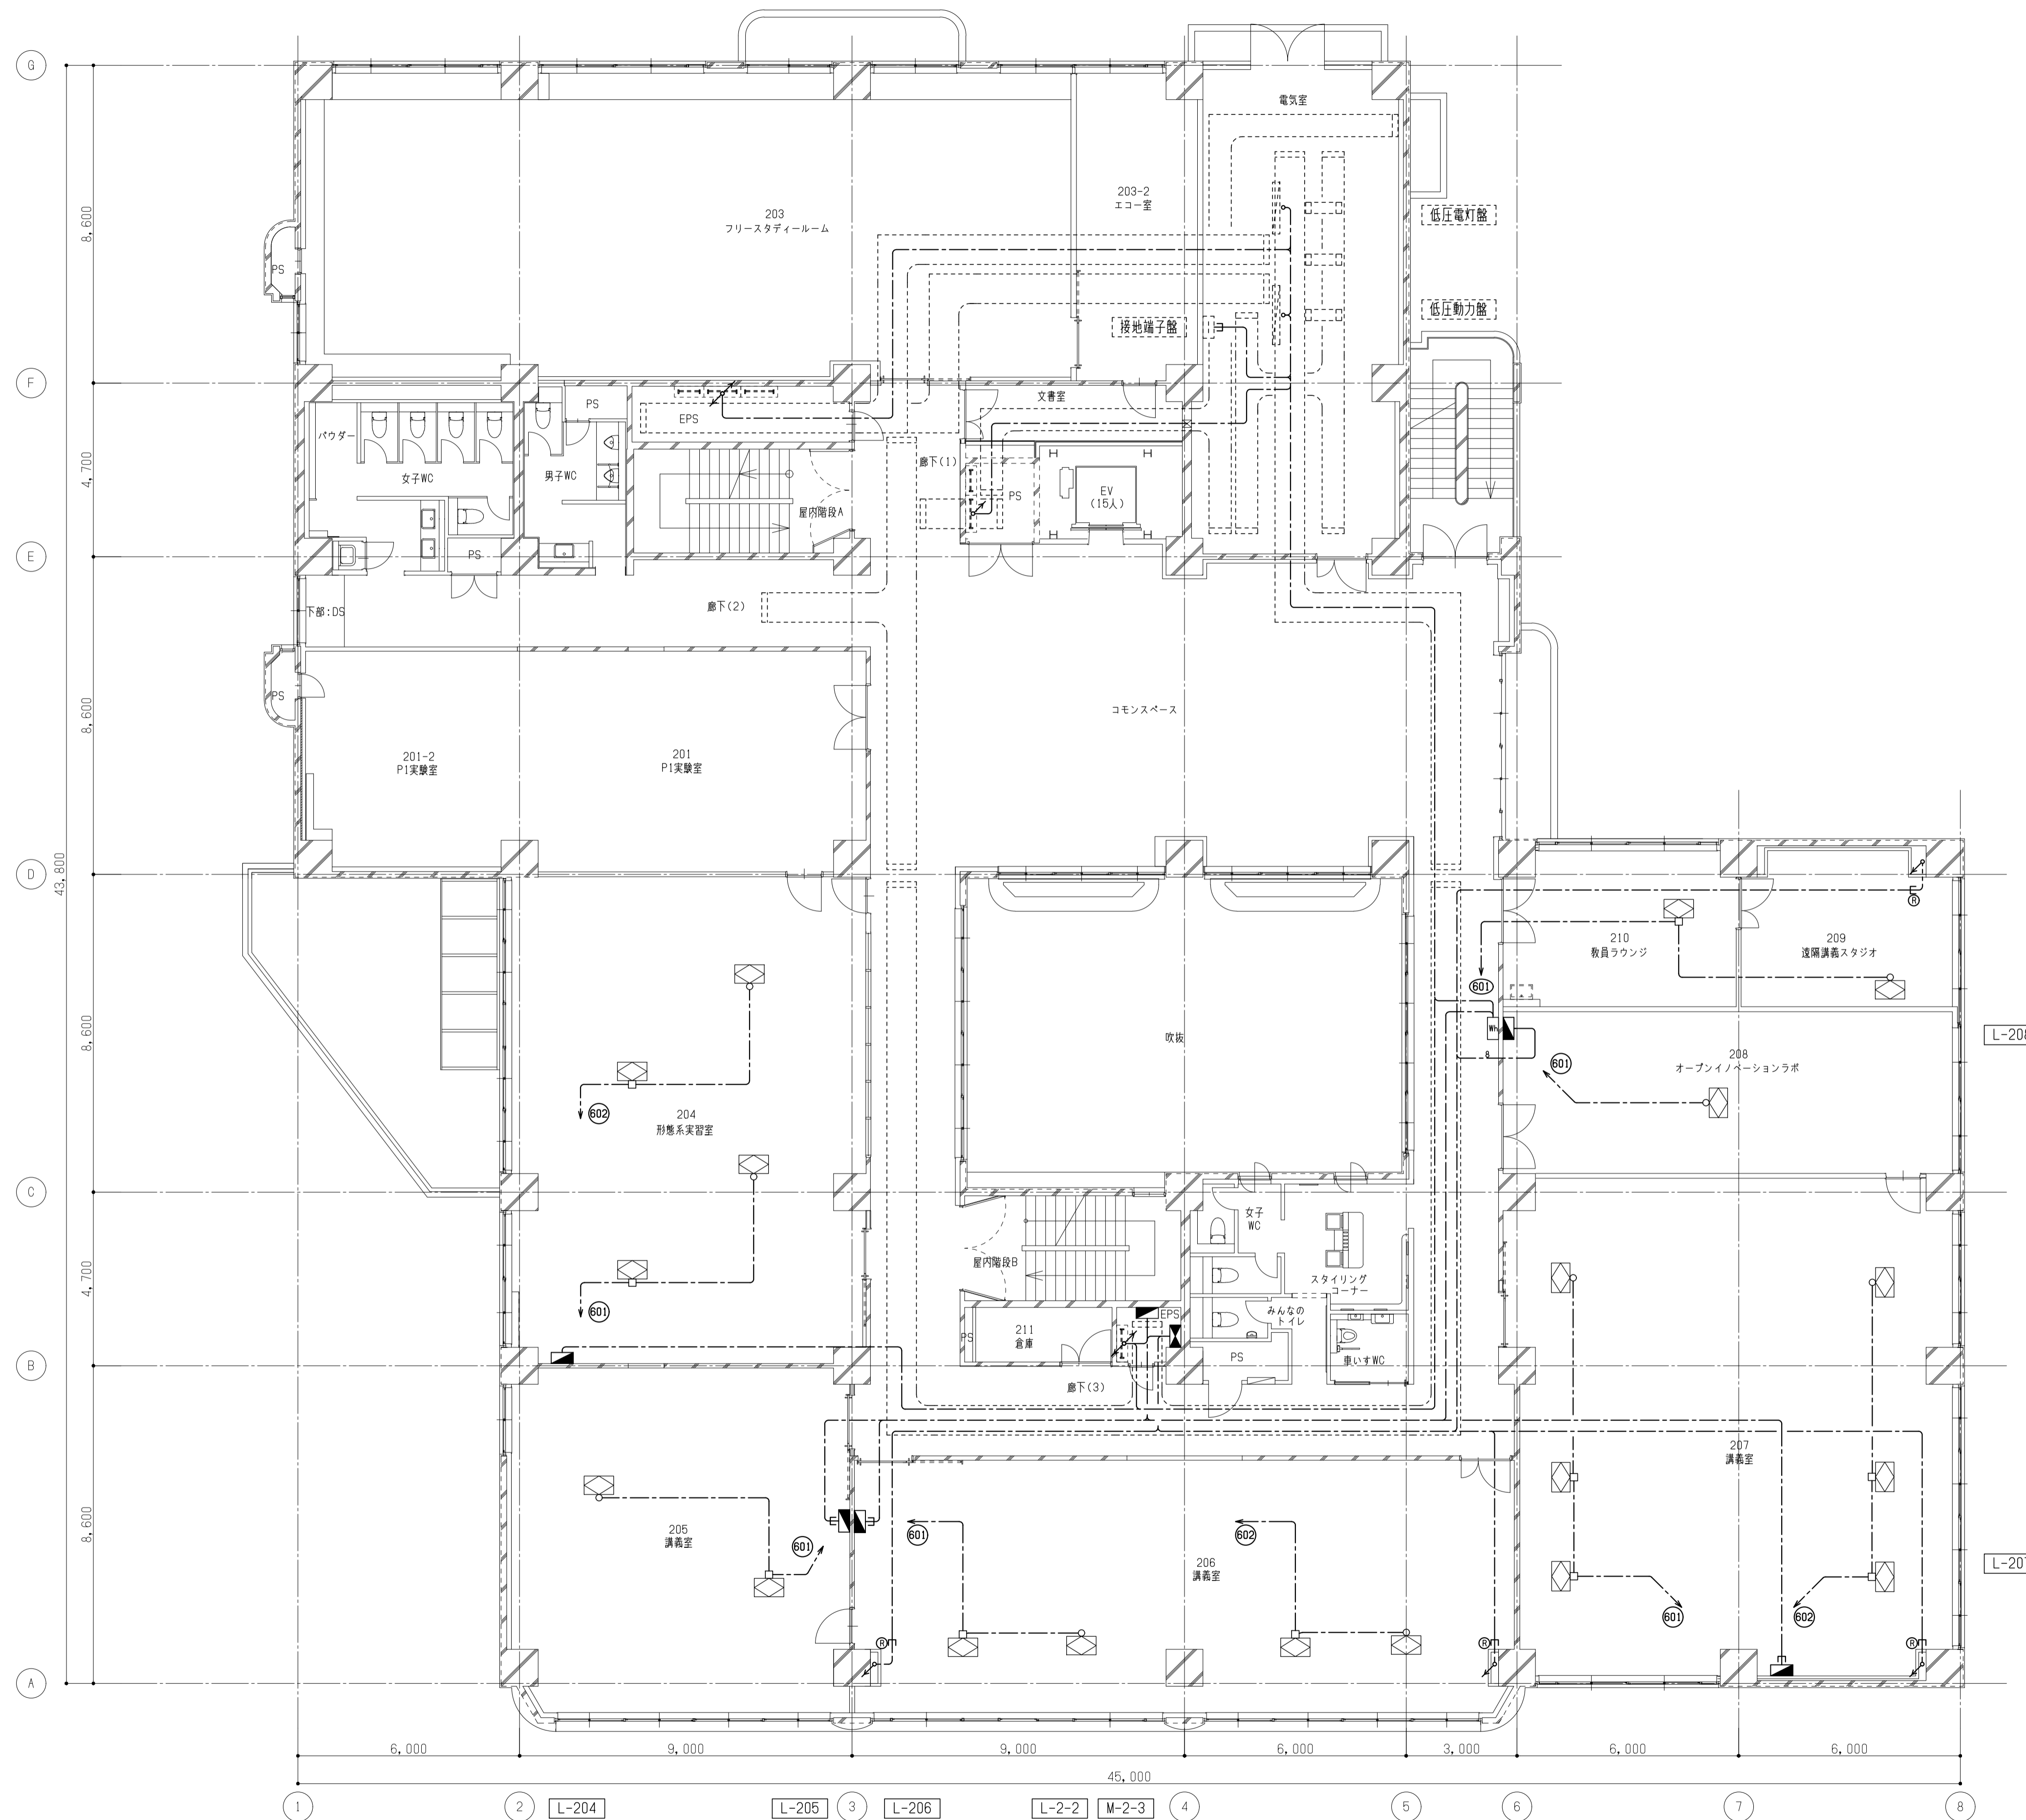 G
電気室
8,600
203
フリースタディールーム
203-2
エコー室
低圧電灯盤
PS
低圧動力盤
接地端子盤
F
PS
文書室
EPS
パウダー
4,700
女子WC
男子WC
廊下(1)
EV
(15人)
PS
屋内階段A
PS
E
下部:DS
廊下(2)
PS
8,600
コモンスペース
201-2
P1実験室
201
P1実験室
43,800
D
R
210
教員ラウンジ
209
遠隔講義スタジオ
601
8,600
吹抜
Wh
L-208
8
601
208
オープンイノベーションラボ
602
204
形態系実習室
C
女子
WC
4,700
屋内階段B
スタイリング
コーナー
601
みんなの
トイレ
EPS
PS
211
倉庫
PS
車いすWC
B
廊下(3)
207
講義室
8,600
205
講義室
601
601
602
206
講義室
L-207
601
602
R
R
R
A
6,000
9,000
9,000
6,000
3,000
6,000
6,000
45,000
1
2
L-204
L-205
3
L-206
L-2-2
M-2-3
4
5
6
7
8